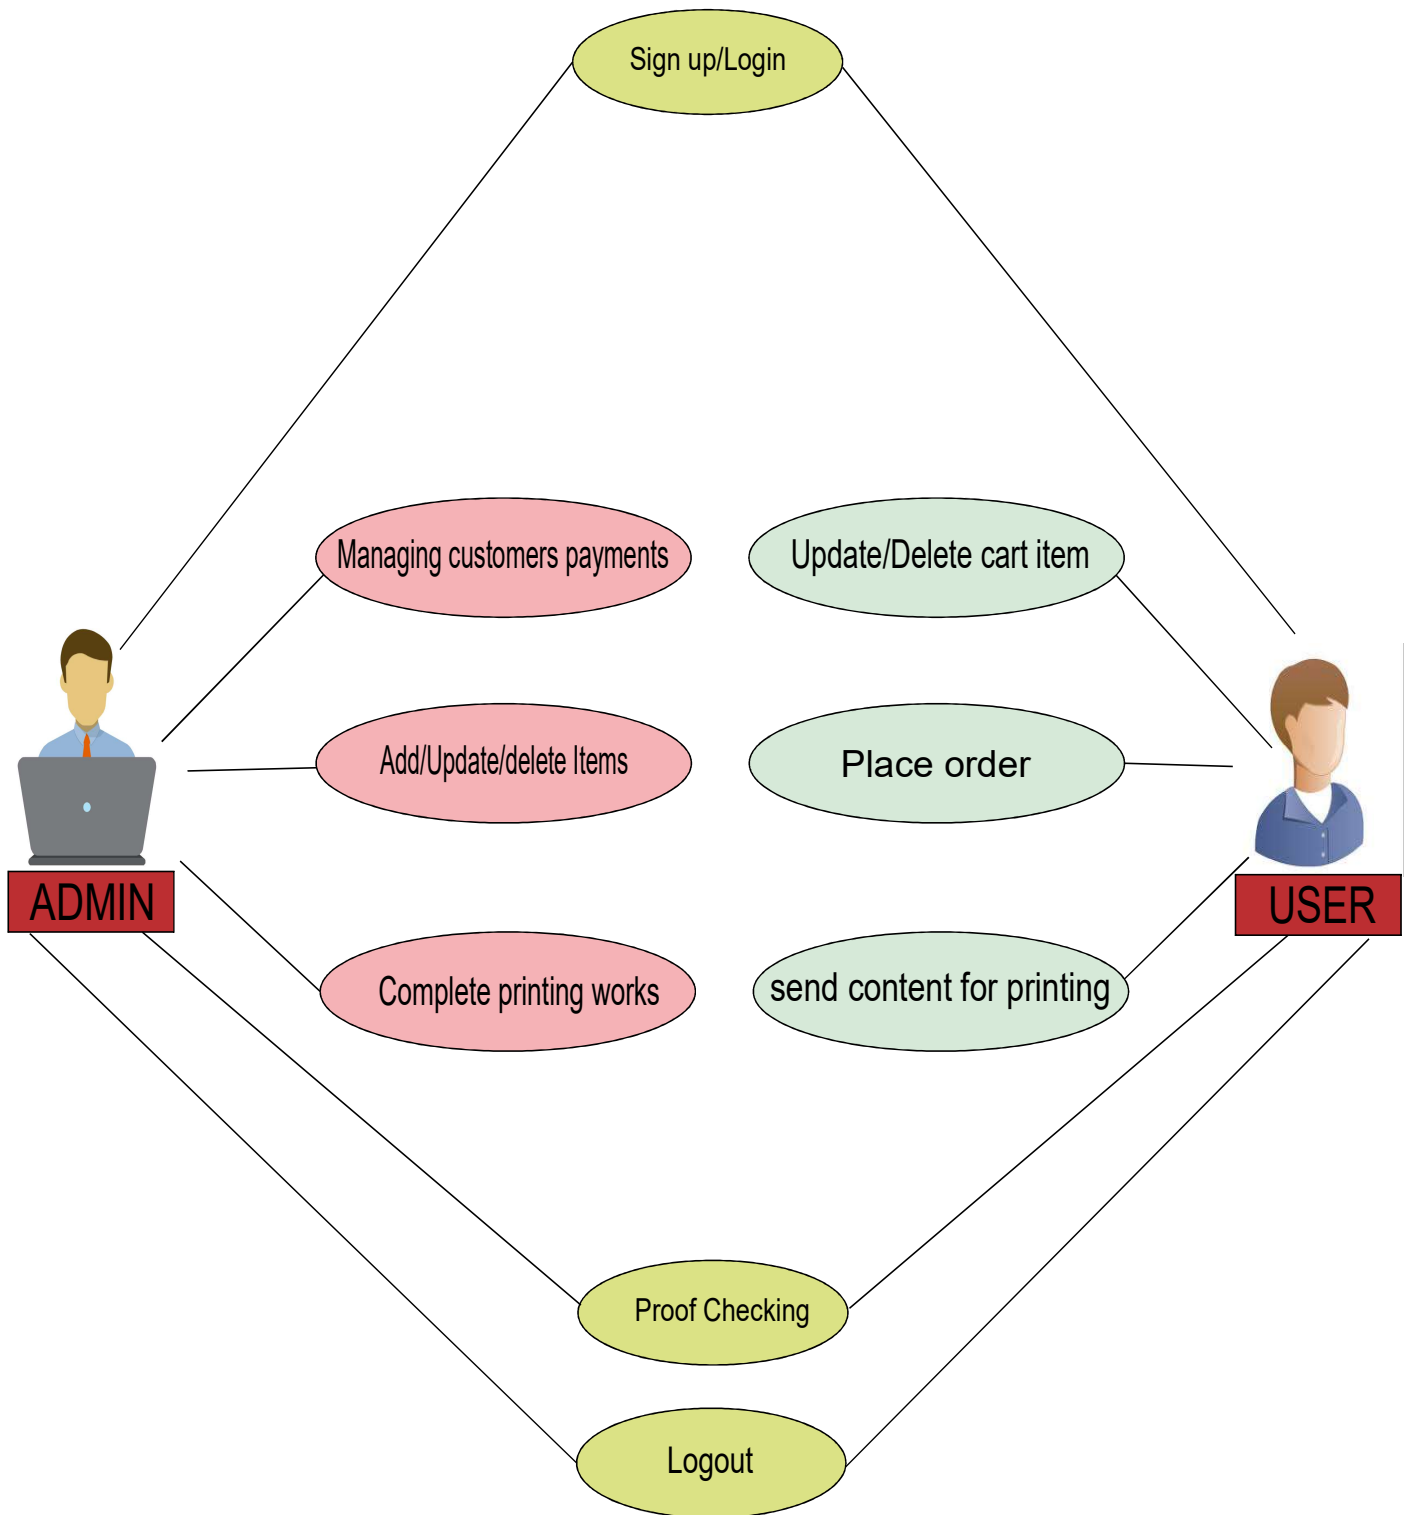 Sign up/Login
Managing customers payments
Update/Delete cart item
Add/Update/delete Items
Place order
ADMIN
USER
Complete printing works
send content for printing
Proof Checking
Logout